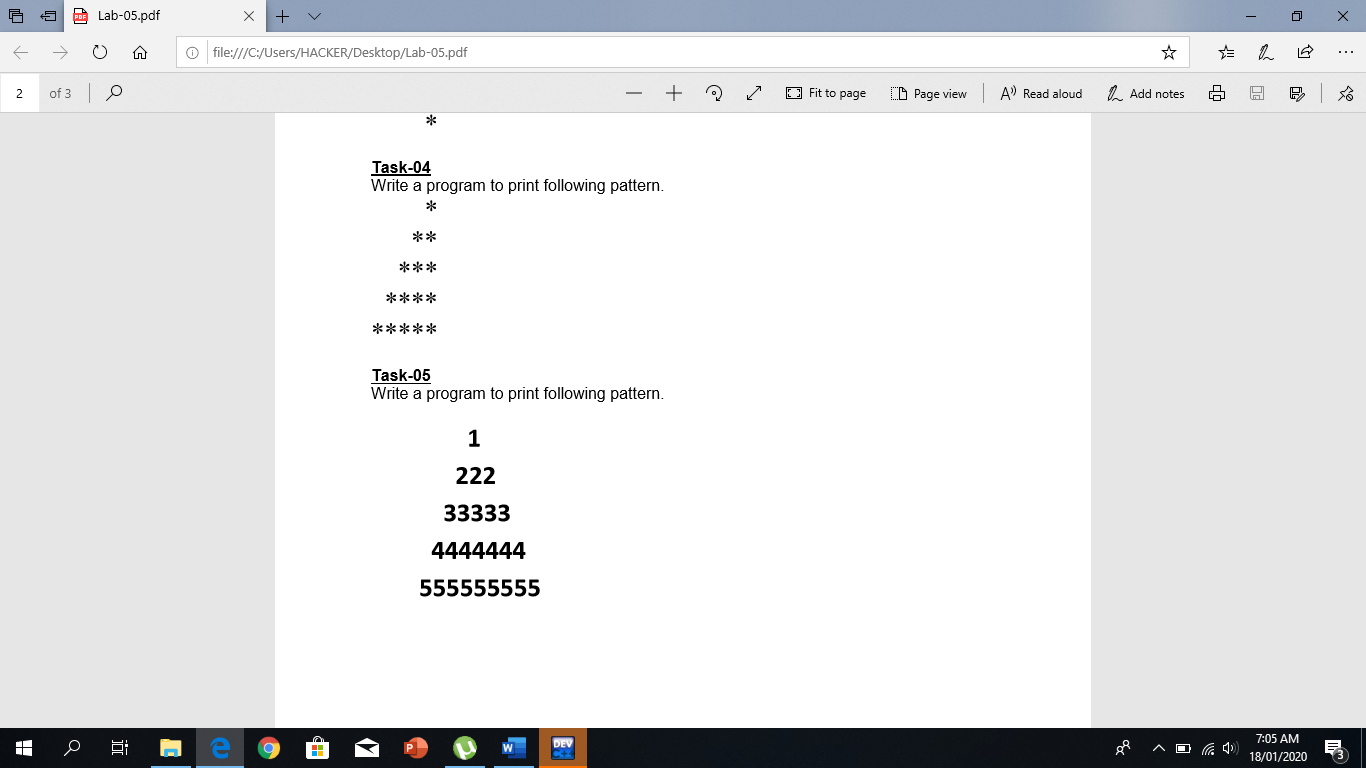 Lab-05.pdf
file:///C:/Users/HACKER/Desktop/Lab-05.pdf
2 of 3
Fit to page
Page view
Read aloud
Add notes
*
Task-04
Write a program to print following pattern.
*
**
***
****
*****
Task-05
Write a program to print following pattern.
1
222
33333
4444444
555555555
DEV
7:05 AM
18/01/2020
3